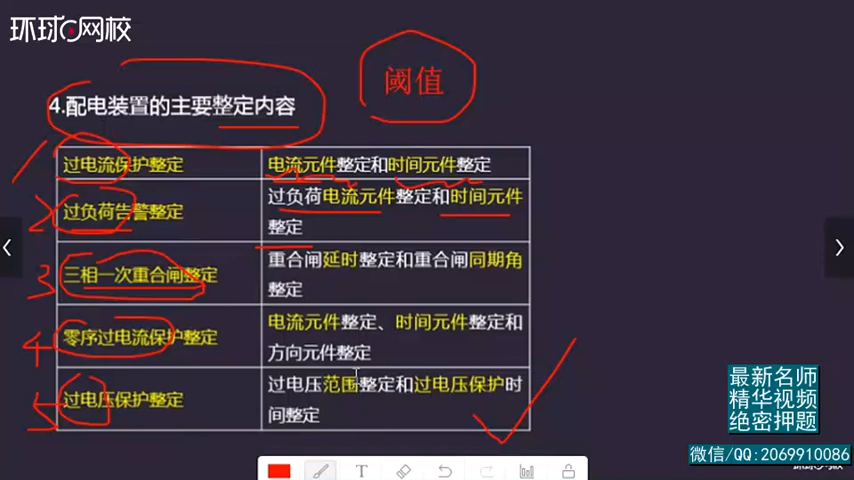 环球网校
阈值
4.配电装置的主要整定内容
过电流保护整定
电流元件整定和时间元件整定
过负荷告警整定
过负荷电流元件整定和时间元件
整定
三相一次重合闸整定
重合闸延时整定和重合闸同期角
整定
零序过电流保护整定
电流元件整定、时间元件整定和
方向元件整定
过电压保护整定
过电压范围整定和过电压保护时
间整定
1
2
3
4
5
最新名师
精华视频
绝密押题
微信/QQ:2069910086
T